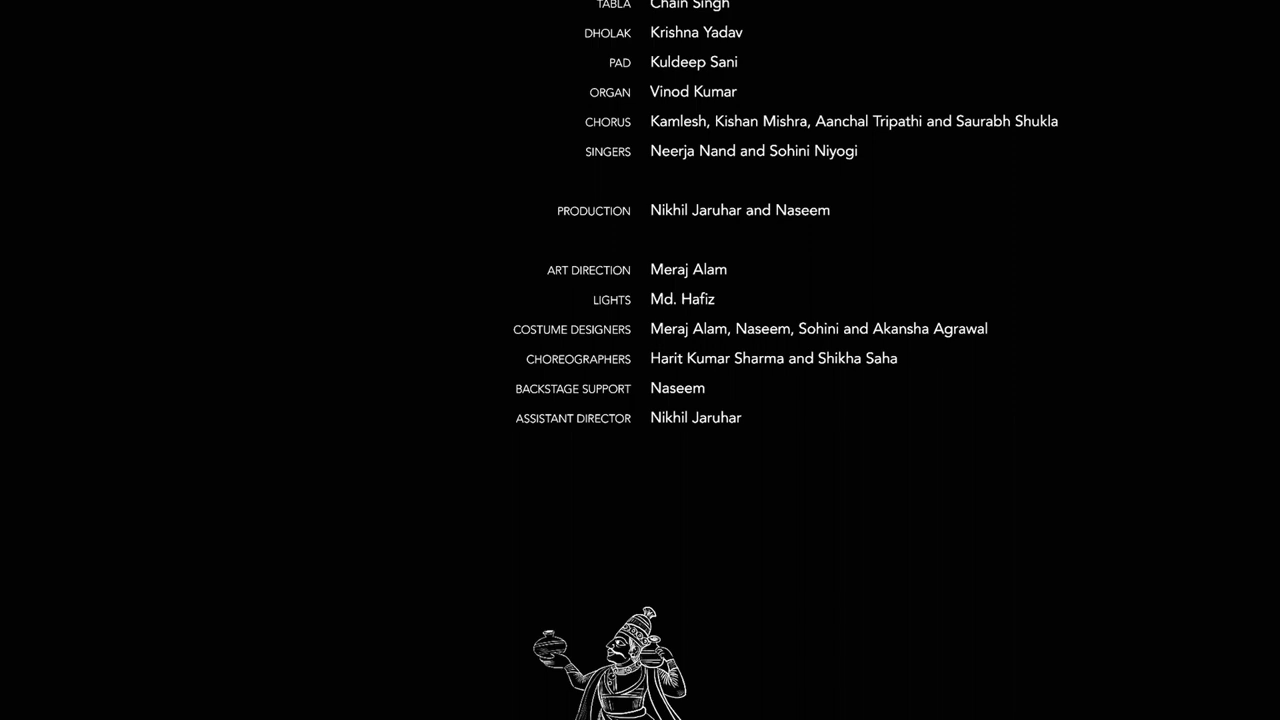 TABLA Chain Singh
DHOLAK Krishna Yadav
PAD Kuldeep Sani
ORGAN Vinod Kumar
CHORUS Kamlesh, Kishan Mishra, Aanchal Tripathi and Saurabh Shukla
SINGERS Neerja Nand and Sohini Niyogi
PRODUCTION Nikhil Jaruhar and Naseem
ART DIRECTION Meraj Alam
LIGHTS Md. Hafiz
COSTUME DESIGNERS Meraj Alam, Naseem, Sohini and Akansha Agrawal
CHOREOGRAPHERS Harit Kumar Sharma and Shikha Saha
BACKSTAGE SUPPORT Naseem
ASSISTANT DIRECTOR Nikhil Jaruhar